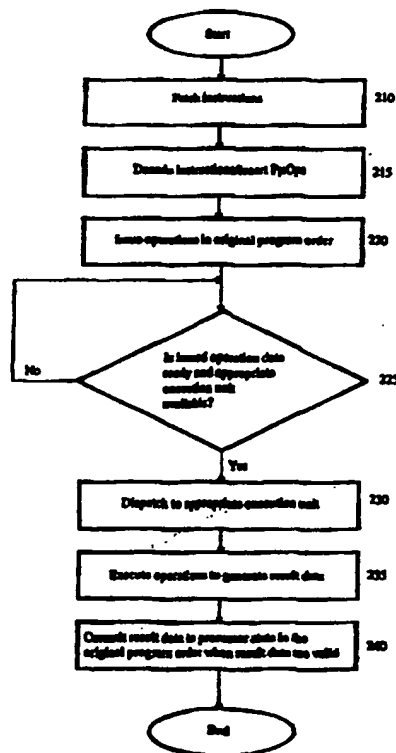 Start
Fetch instructions
210
Decode instructions/insert FpOps
215
Issue operations in original program order
220
Is issued operation data
ready and appropriate
execution unit
available?
225
No
Yes
Dispatch to appropriate execution unit
230
Execute operations to generate result data
235
Commit result data to processor state in the
original program order when result data are valid
240
End